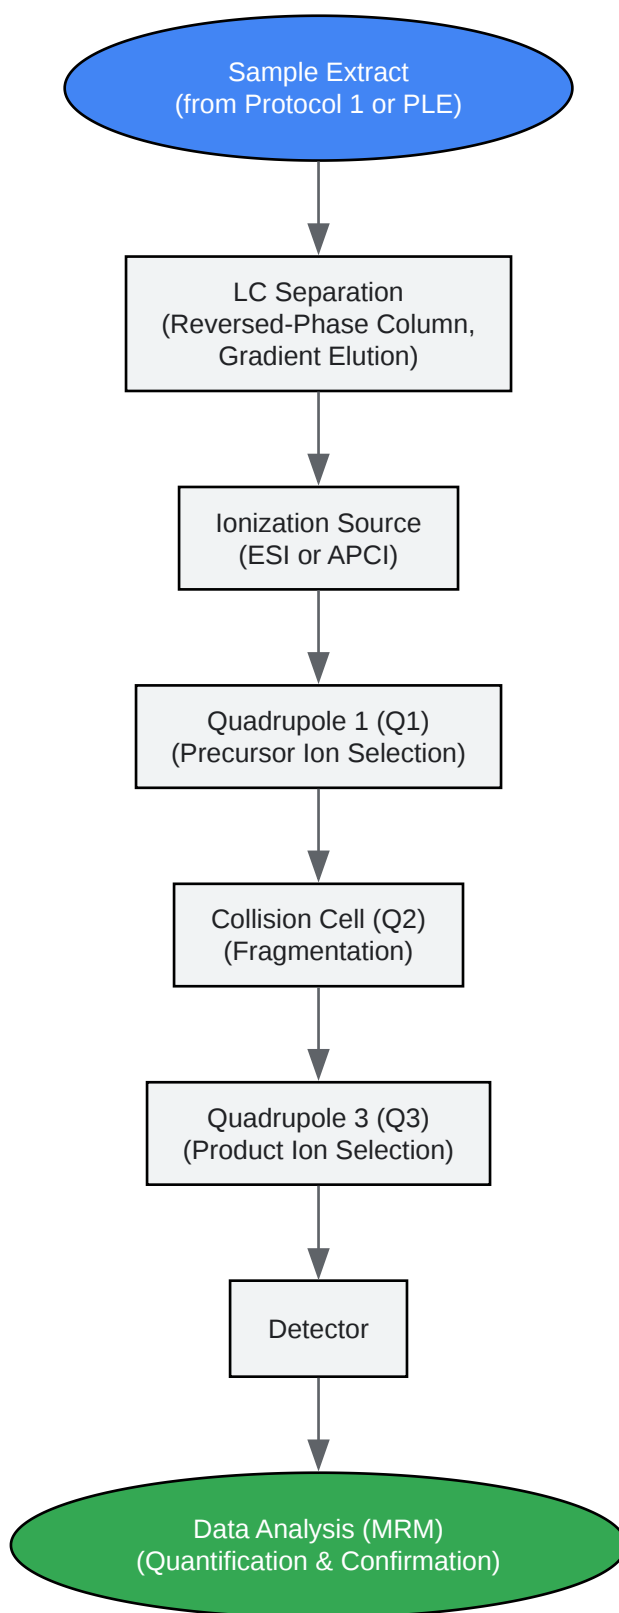 Sample Extract
(from Protocol 1 or PLE)
LC Separation
(Reversed-Phase Column,
Gradient Elution)
Ionization Source
(ESI or APCI)
Quadrupole 1 (Q1)
(Precursor Ion Selection)
Collision Cell (Q2)
(Fragmentation)
Quadrupole 3 (Q3)
(Product Ion Selection)
Detector
Data Analysis (MRM)
(Quantification & Confirmation)